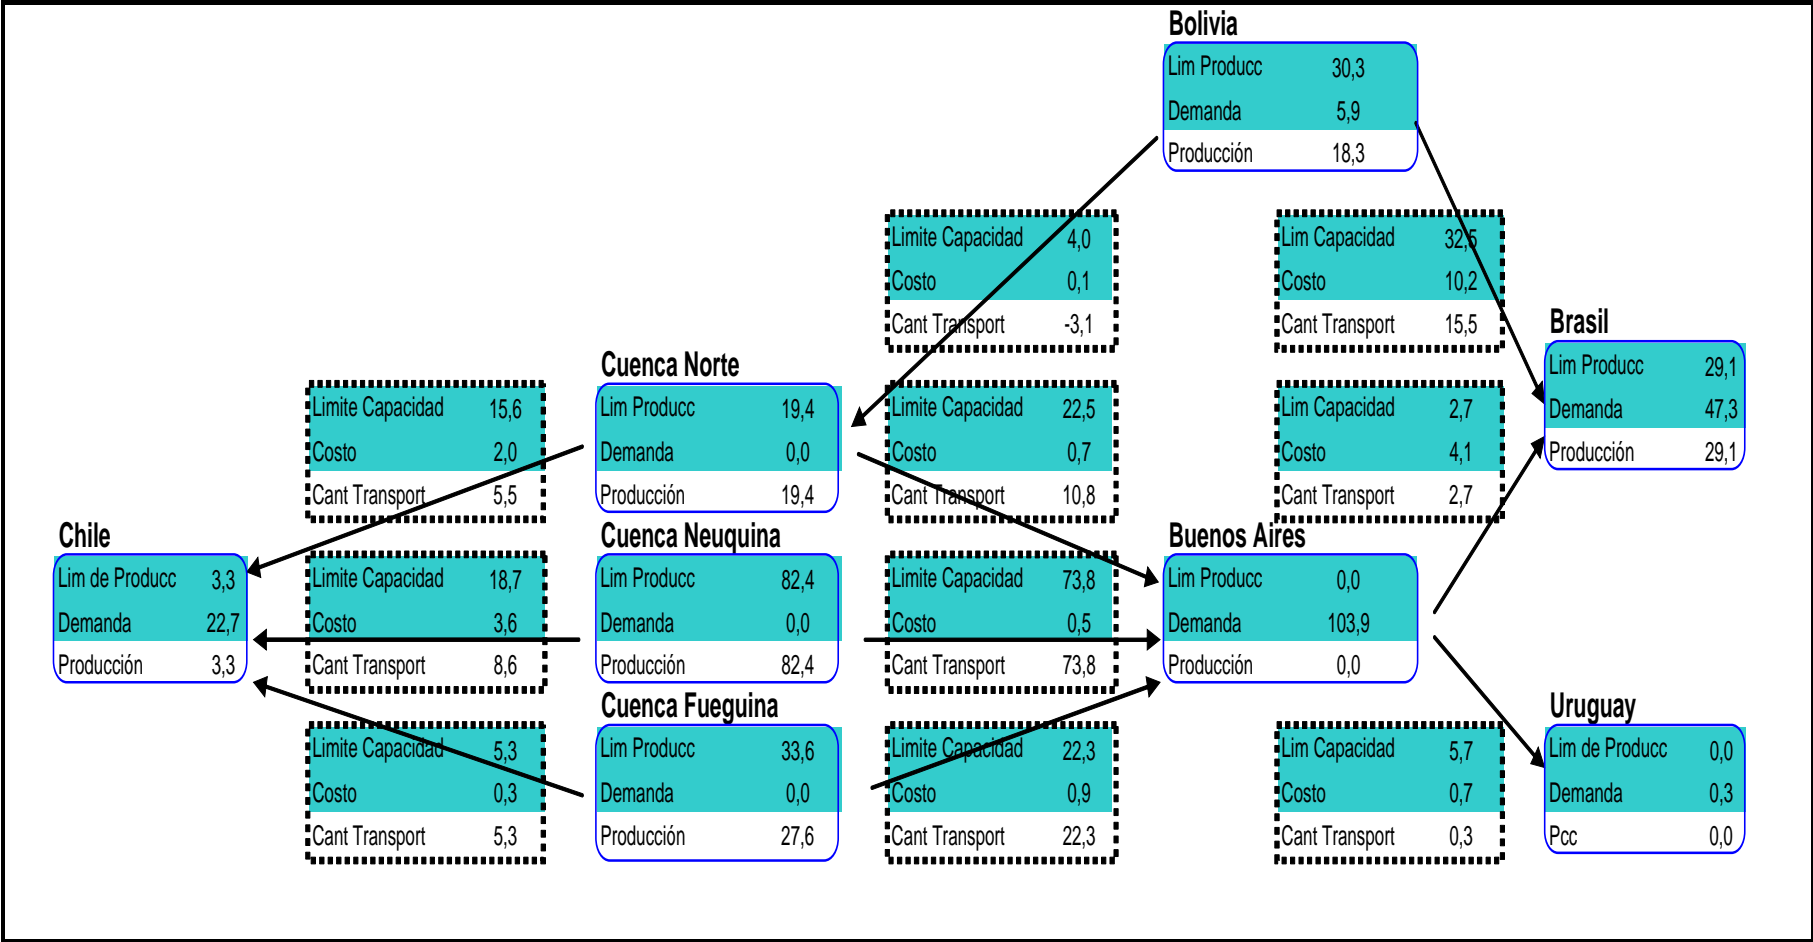 Bolivia
Lim Producc 30,3
Demanda 5,9
Producción 18,3
Limite Capacidad 4,0
Costo 0,1
Cant Transport -3,1
Lim Capacidad 32,5
Costo 10,2
Cant Transport 15,5
Brasil
Lim Producc 29,1
Demanda 47,3
Producción 29,1
Cuenca Norte
Lim Producc 19,4
Demanda 0,0
Producción 19,4
Limite Capacidad 15,6
Costo 2,0
Cant Transport 5,5
Limite Capacidad 22,5
Costo 0,7
Cant Transport 10,8
Lim Capacidad 2,7
Costo 4,1
Cant Transport 2,7
Chile
Lim de Producc 3,3
Demanda 22,7
Producción 3,3
Limite Capacidad 18,7
Costo 3,6
Cant Transport 8,6
Cuenca Neuquina
Lim Producc 82,4
Demanda 0,0
Producción 82,4
Limite Capacidad 73,8
Costo 0,5
Cant Transport 73,8
Buenos Aires
Lim Producc 0,0
Demanda 103,9
Producción 0,0
Limite Capacidad 5,3
Costo 0,3
Cant Transport 5,3
Cuenca Fueguina
Lim Producc 33,6
Demanda 0,0
Producción 27,6
Limite Capacidad 22,3
Costo 0,9
Cant Transport 22,3
Lim Capacidad 5,7
Costo 0,7
Cant Transport 0,3
Uruguay
Lim de Producc 0,0
Demanda 0,3
Pcc 0,0